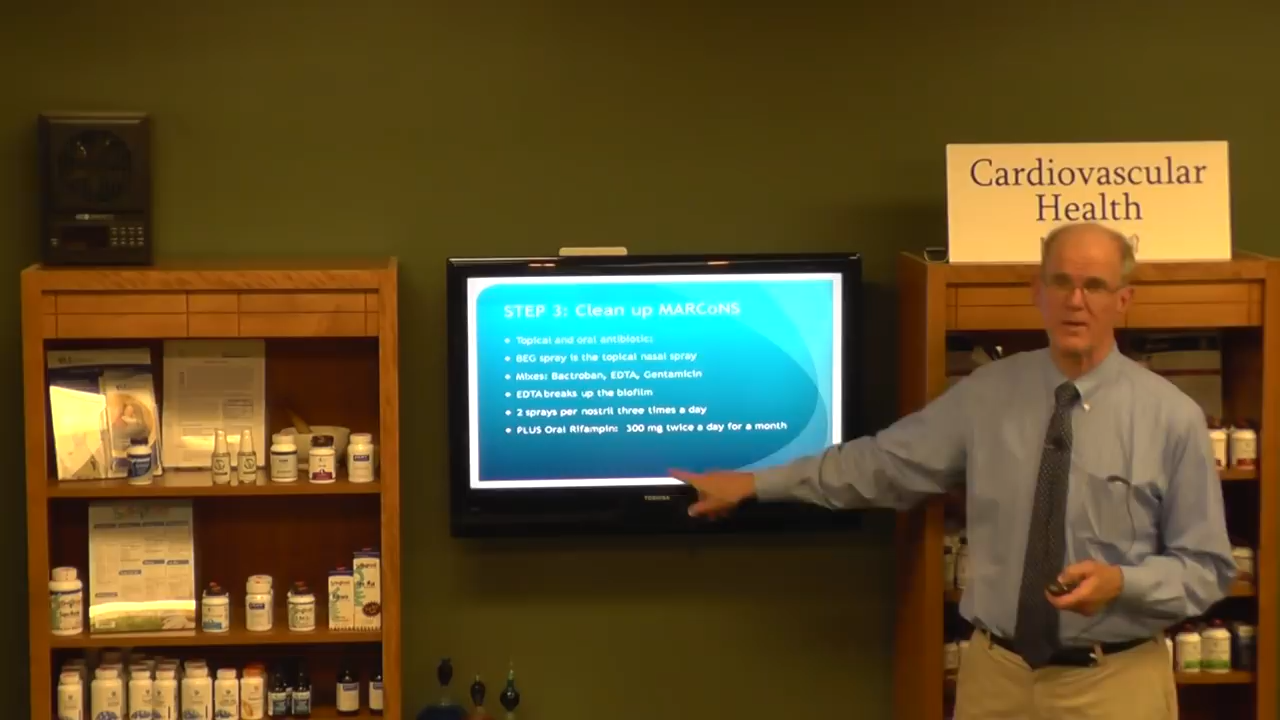 Cardiovascular
Health
STEP 3: Clean up MARCoNS
Topical and oral antibiotic:
BEG spray is the topical nasal spray
Mixes: Bactroban, EDTA, Gentamicin
EDTA breaks up the biofilm
2 sprays per nostril three times a day
PLUS Oral Rifampin: 300 mg twice a day for a month
TOSHIBA